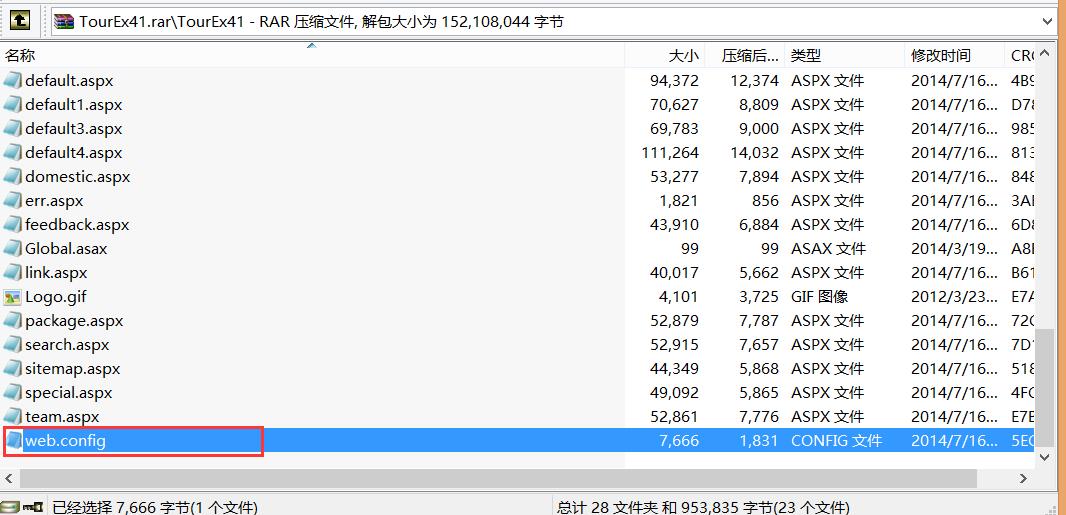 TourEx41.rar\TourEx41 - RAR 压缩文件, 解包大小为 152,108,044 字节
名称 大小 压缩后... 类型 修改时间 CRC
default.aspx 94,372 12,374 ASPX 文件 2014/7/16... 4B9
default1.aspx 70,627 8,809 ASPX 文件 2014/7/16... D78
default3.aspx 69,783 9,000 ASPX 文件 2014/7/16... 985
default4.aspx 111,264 14,032 ASPX 文件 2014/7/16... 813
domestic.aspx 53,277 7,894 ASPX 文件 2014/7/16... 848
err.aspx 1,821 856 ASPX 文件 2014/7/16... 3A
feedback.aspx 43,910 6,884 ASPX 文件 2014/7/16... 6D8
Global.asax 99 99 ASAX 文件 2014/3/19... A8
link.aspx 40,017 5,662 ASPX 文件 2014/7/16... B61
Logo.gif 4,101 3,725 GIF 图像 2012/3/23... E7A
package.aspx 52,879 7,787 ASPX 文件 2014/7/16... 72
search.aspx 52,915 7,657 ASPX 文件 2014/7/16... 7D
sitemap.aspx 44,349 5,868 ASPX 文件 2014/7/16... 518
special.aspx 49,092 5,865 ASPX 文件 2014/7/16... 4F
team.aspx 52,861 7,776 ASPX 文件 2014/7/16... E7
web.config 7,666 1,831 CONFIG 文件 2014/7/16... 5E
已经选择 7,666 字节(1 个文件) 总计 28 文件夹 和 953,835 字节(23 个文件)